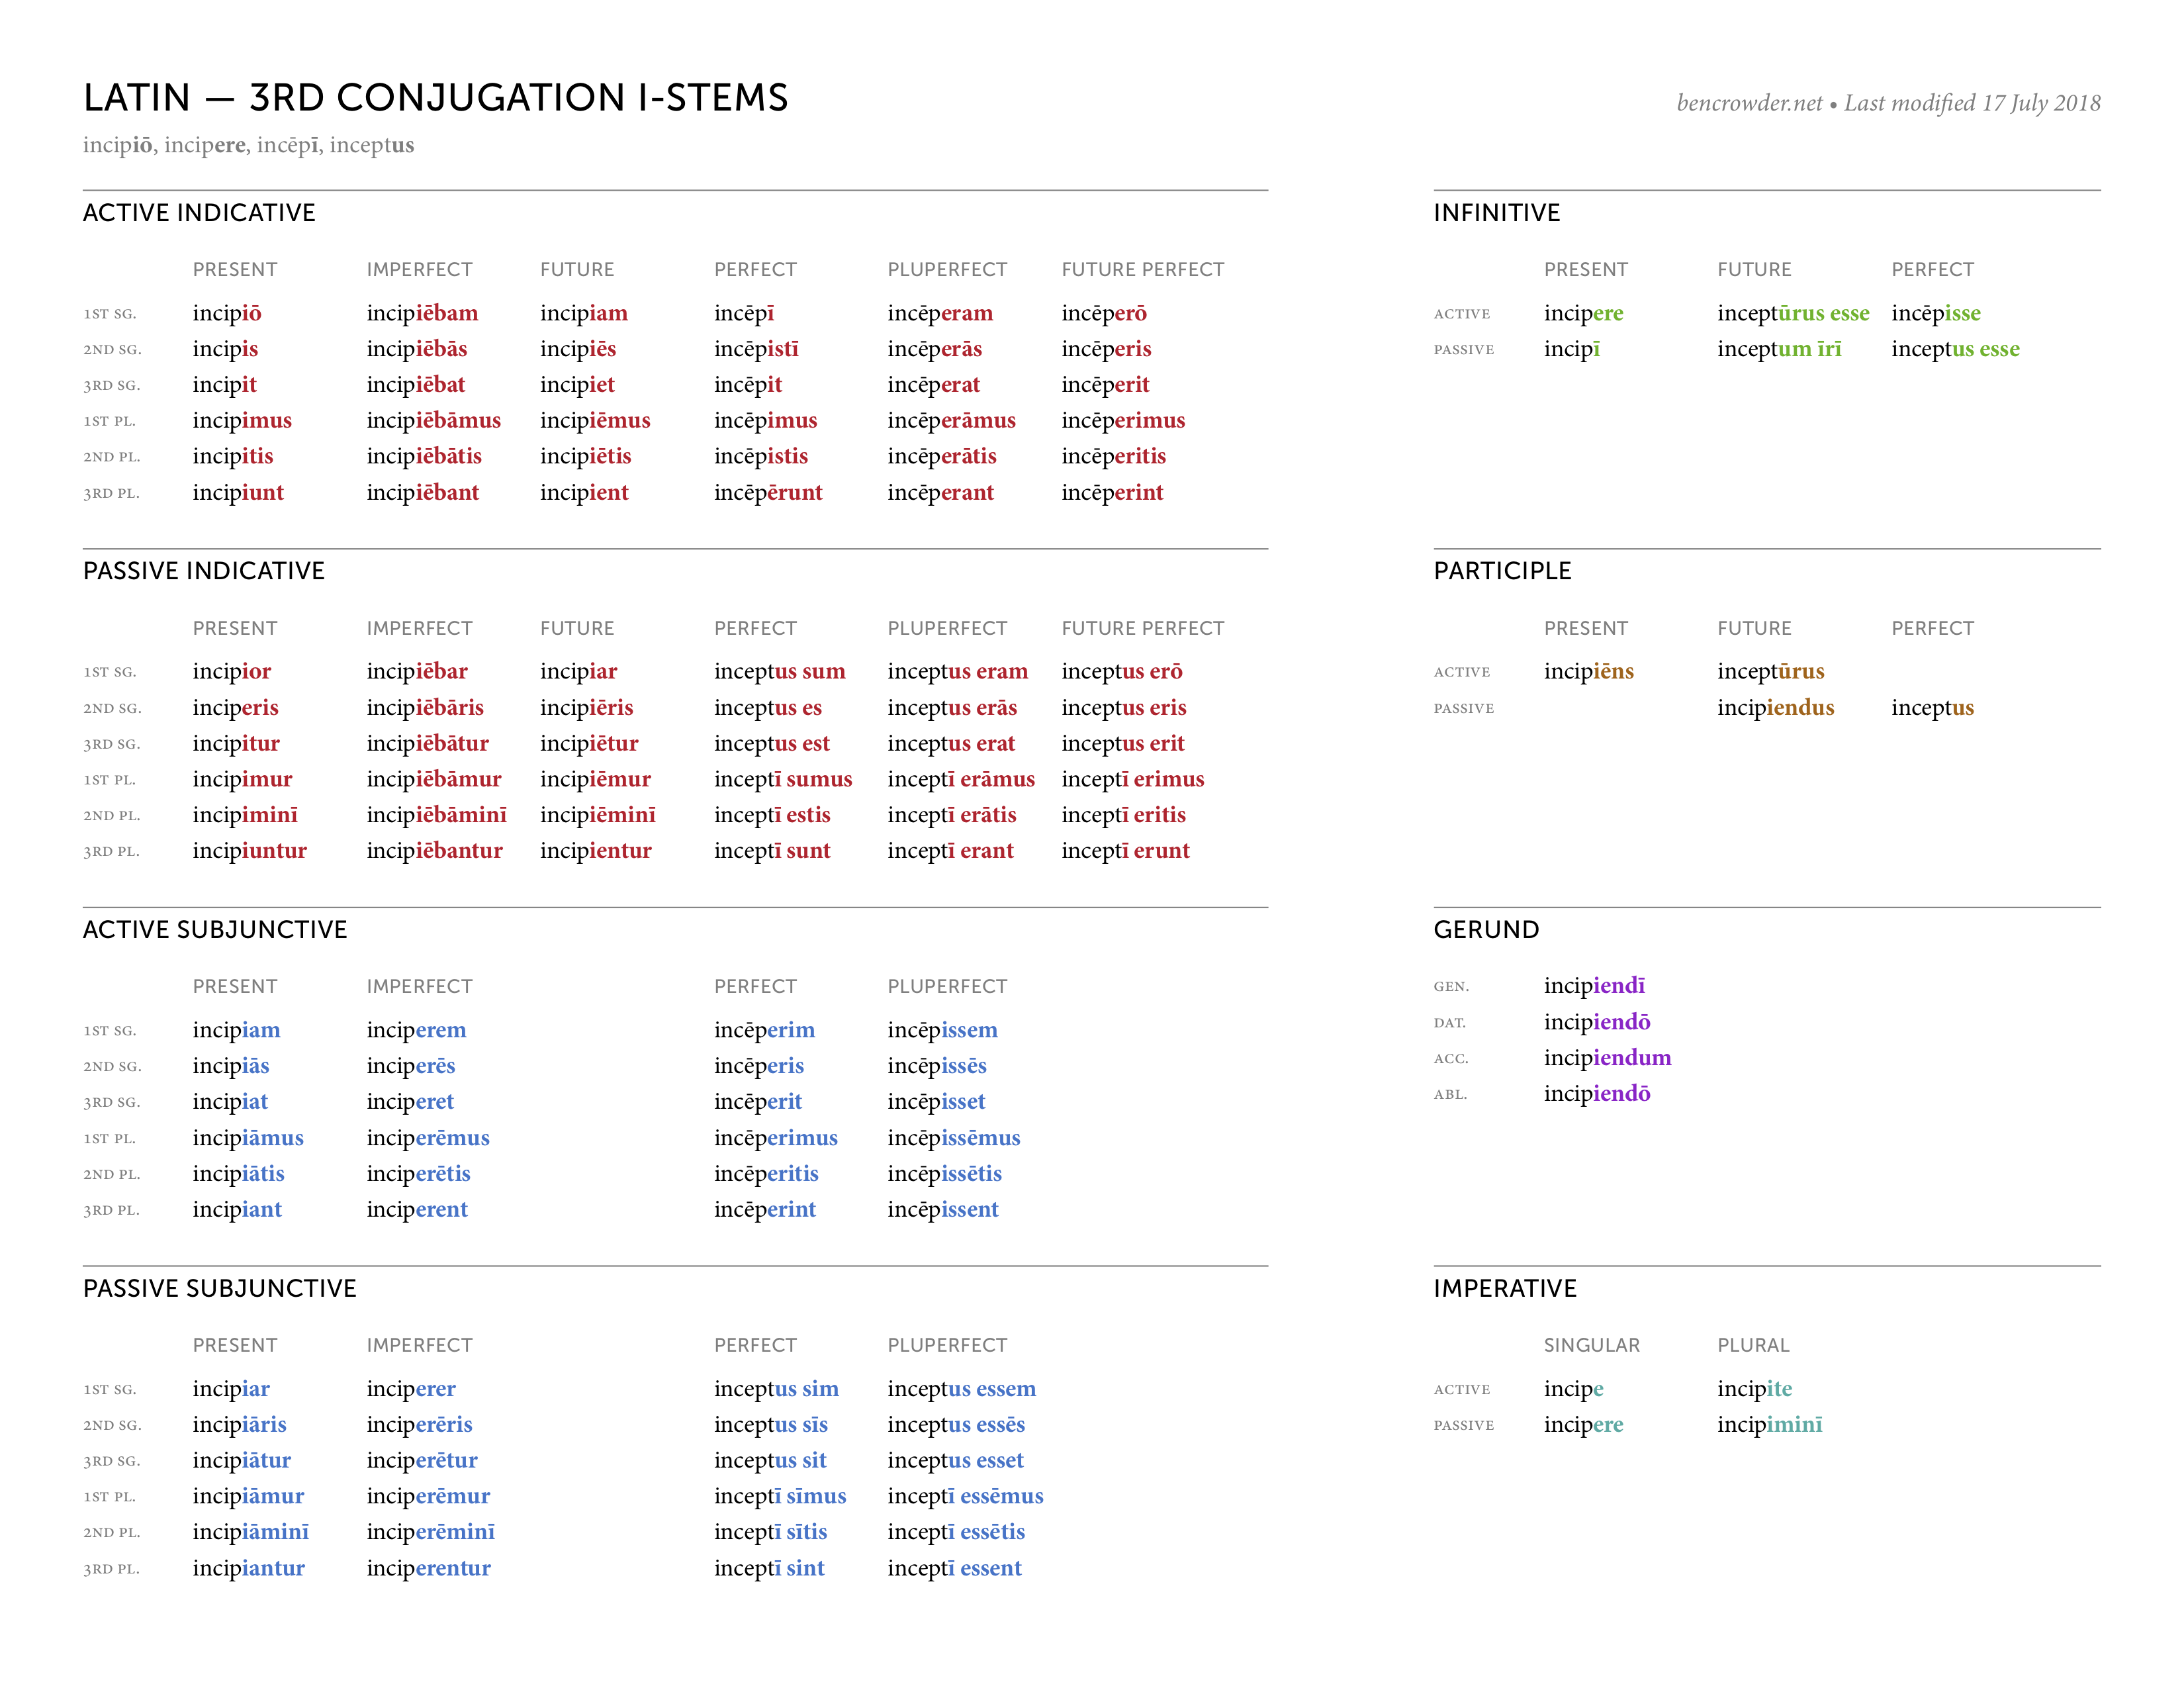 LATIN — 3RD CONJUGATION I-STEMS
bencrowder.net • Last modified 17 July 2018
incipiō, incipere, incēpī, inceptus
ACTIVE INDICATIVE
PRESENT IMPERFECT FUTURE PERFECT PLUPERFECT FUTURE PERFECT
1ST SG. incipiō incipiēbam incipiam incēpī incēperam incēperō
2ND SG. incipis incipiēbās incipiēs incēpistī incēperās incēperis
3RD SG. incipit incipiēbat incipiet incēpit incēperat incēperit
1ST PL. incipimus incipiēbāmus incipiēmus incēpimus incēperāmus incēperimus
2ND PL. incipitis incipiēbātis incipiētis incēpistis incēperātis incēperitis
3RD PL. incipiunt incipiēbant incipient incēpērunt incēperant incēperint
PASSIVE INDICATIVE
PRESENT IMPERFECT FUTURE PERFECT PLUPERFECT FUTURE PERFECT
1ST SG. incipior incipiēbar incipiar inceptus sum inceptus eram inceptus erō
2ND SG. inciperis incipiēbāris incipiēris inceptus es inceptus erās inceptus eris
3RD SG. incipitur incipiēbātur incipiētur inceptus est inceptus erat inceptus erit
1ST PL. incipimur incipiēbāmur incipiēmur inceptī sumus inceptī erāmus inceptī erimus
2ND PL. incipiminī incipiēbāminī incipiēminī inceptī estis inceptī erātis inceptī eritis
3RD PL. incipiuntur incipiēbantur incipientur inceptī sunt inceptī erant inceptī erunt
ACTIVE SUBJUNCTIVE
PRESENT IMPERFECT PERFECT PLUPERFECT
1ST SG. incipiam inciperem incēperim incēpissem
2ND SG. incipiās inciperēs incēperis incēpissēs
3RD SG. incipiat inciperet incēperit incēpisset
1ST PL. incipiāmus inciperēmus incēperimus incēpissēmus
2ND PL. incipiātis inciperētis incēperitis incēpissētis
3RD PL. incipiant inciperent incēperint incēpissent
PASSIVE SUBJUNCTIVE
PRESENT IMPERFECT PERFECT PLUPERFECT
1ST SG. incipiar inciperer inceptus sim inceptus essem
2ND SG. incipiāris inciperēris inceptus sīs inceptus essēs
3RD SG. incipiātur inciperētur inceptus sit inceptus esset
1ST PL. incipiāmur inciperēmur inceptī sīmus inceptī essēmus
2ND PL. incipiāminī inciperēminī inceptī sītis inceptī essētis
3RD PL. incipiantur inciperentur inceptī sint inceptī essent
INFINITIVE
PRESENT FUTURE PERFECT
ACTIVE incipere inceptūrus esse incēpisse
PASSIVE incipī inceptum īrī inceptus esse
PARTICIPLE
PRESENT FUTURE PERFECT
ACTIVE incipiēns inceptūrus
PASSIVE incipiendus inceptus
GERUND
GEN. incipiendī
DAT. incipiendō
ACC. incipiendum
ABL. incipiendō
IMPERATIVE
SINGULAR PLURAL
ACTIVE incipe incipite
PASSIVE incipere incipiminī